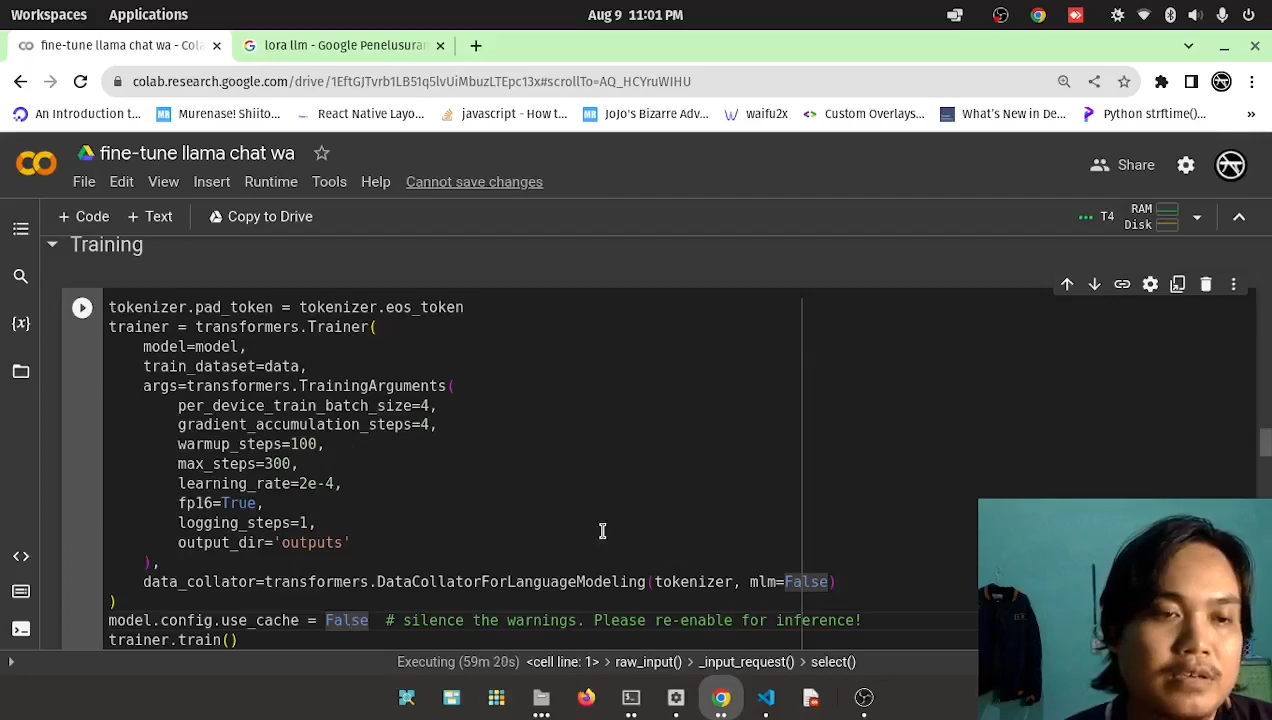 Workspaces Applications Aug 9 11:01 PM
fine-tune llama chat wa - Cola lora llm - Google Penelusuran
colab.research.google.com/drive/1EftGJTvrb1LB51q5lvUiMbuzLTEpc13x#scrollTo=AQ_HCYruWIHU
An Introduction t... Murenase! Shiito... React Native Layo... javascript - How t... JoJo's Bizarre Adv... waifu2x Custom Overlays... What's New in De... Python strftime()... »
fine-tune llama chat wa
File Edit View Insert Runtime Tools Help Cannot save changes
Share
+ Code + Text Copy to Drive
T4 RAM
Disk
Training
tokenizer.pad_token = tokenizer.eos_token
trainer = transformers.Trainer(
model=model,
train_dataset=data,
args=transformers.TrainingArguments(
per_device_train_batch_size=4,
gradient_accumulation_steps=4,
warmup_steps=100,
max_steps=300,
learning_rate=2e-4,
fp16=True,
logging_steps=1,
output_dir='outputs'
),
data_collator=transformers.DataCollatorForLanguageModeling(tokenizer, mlm=False)
)
model.config.use_cache = False # silence the warnings. Please re-enable for inference!
trainer.train()
Executing (59m 20s) <cell line: 1> raw_input() _input_request() select()